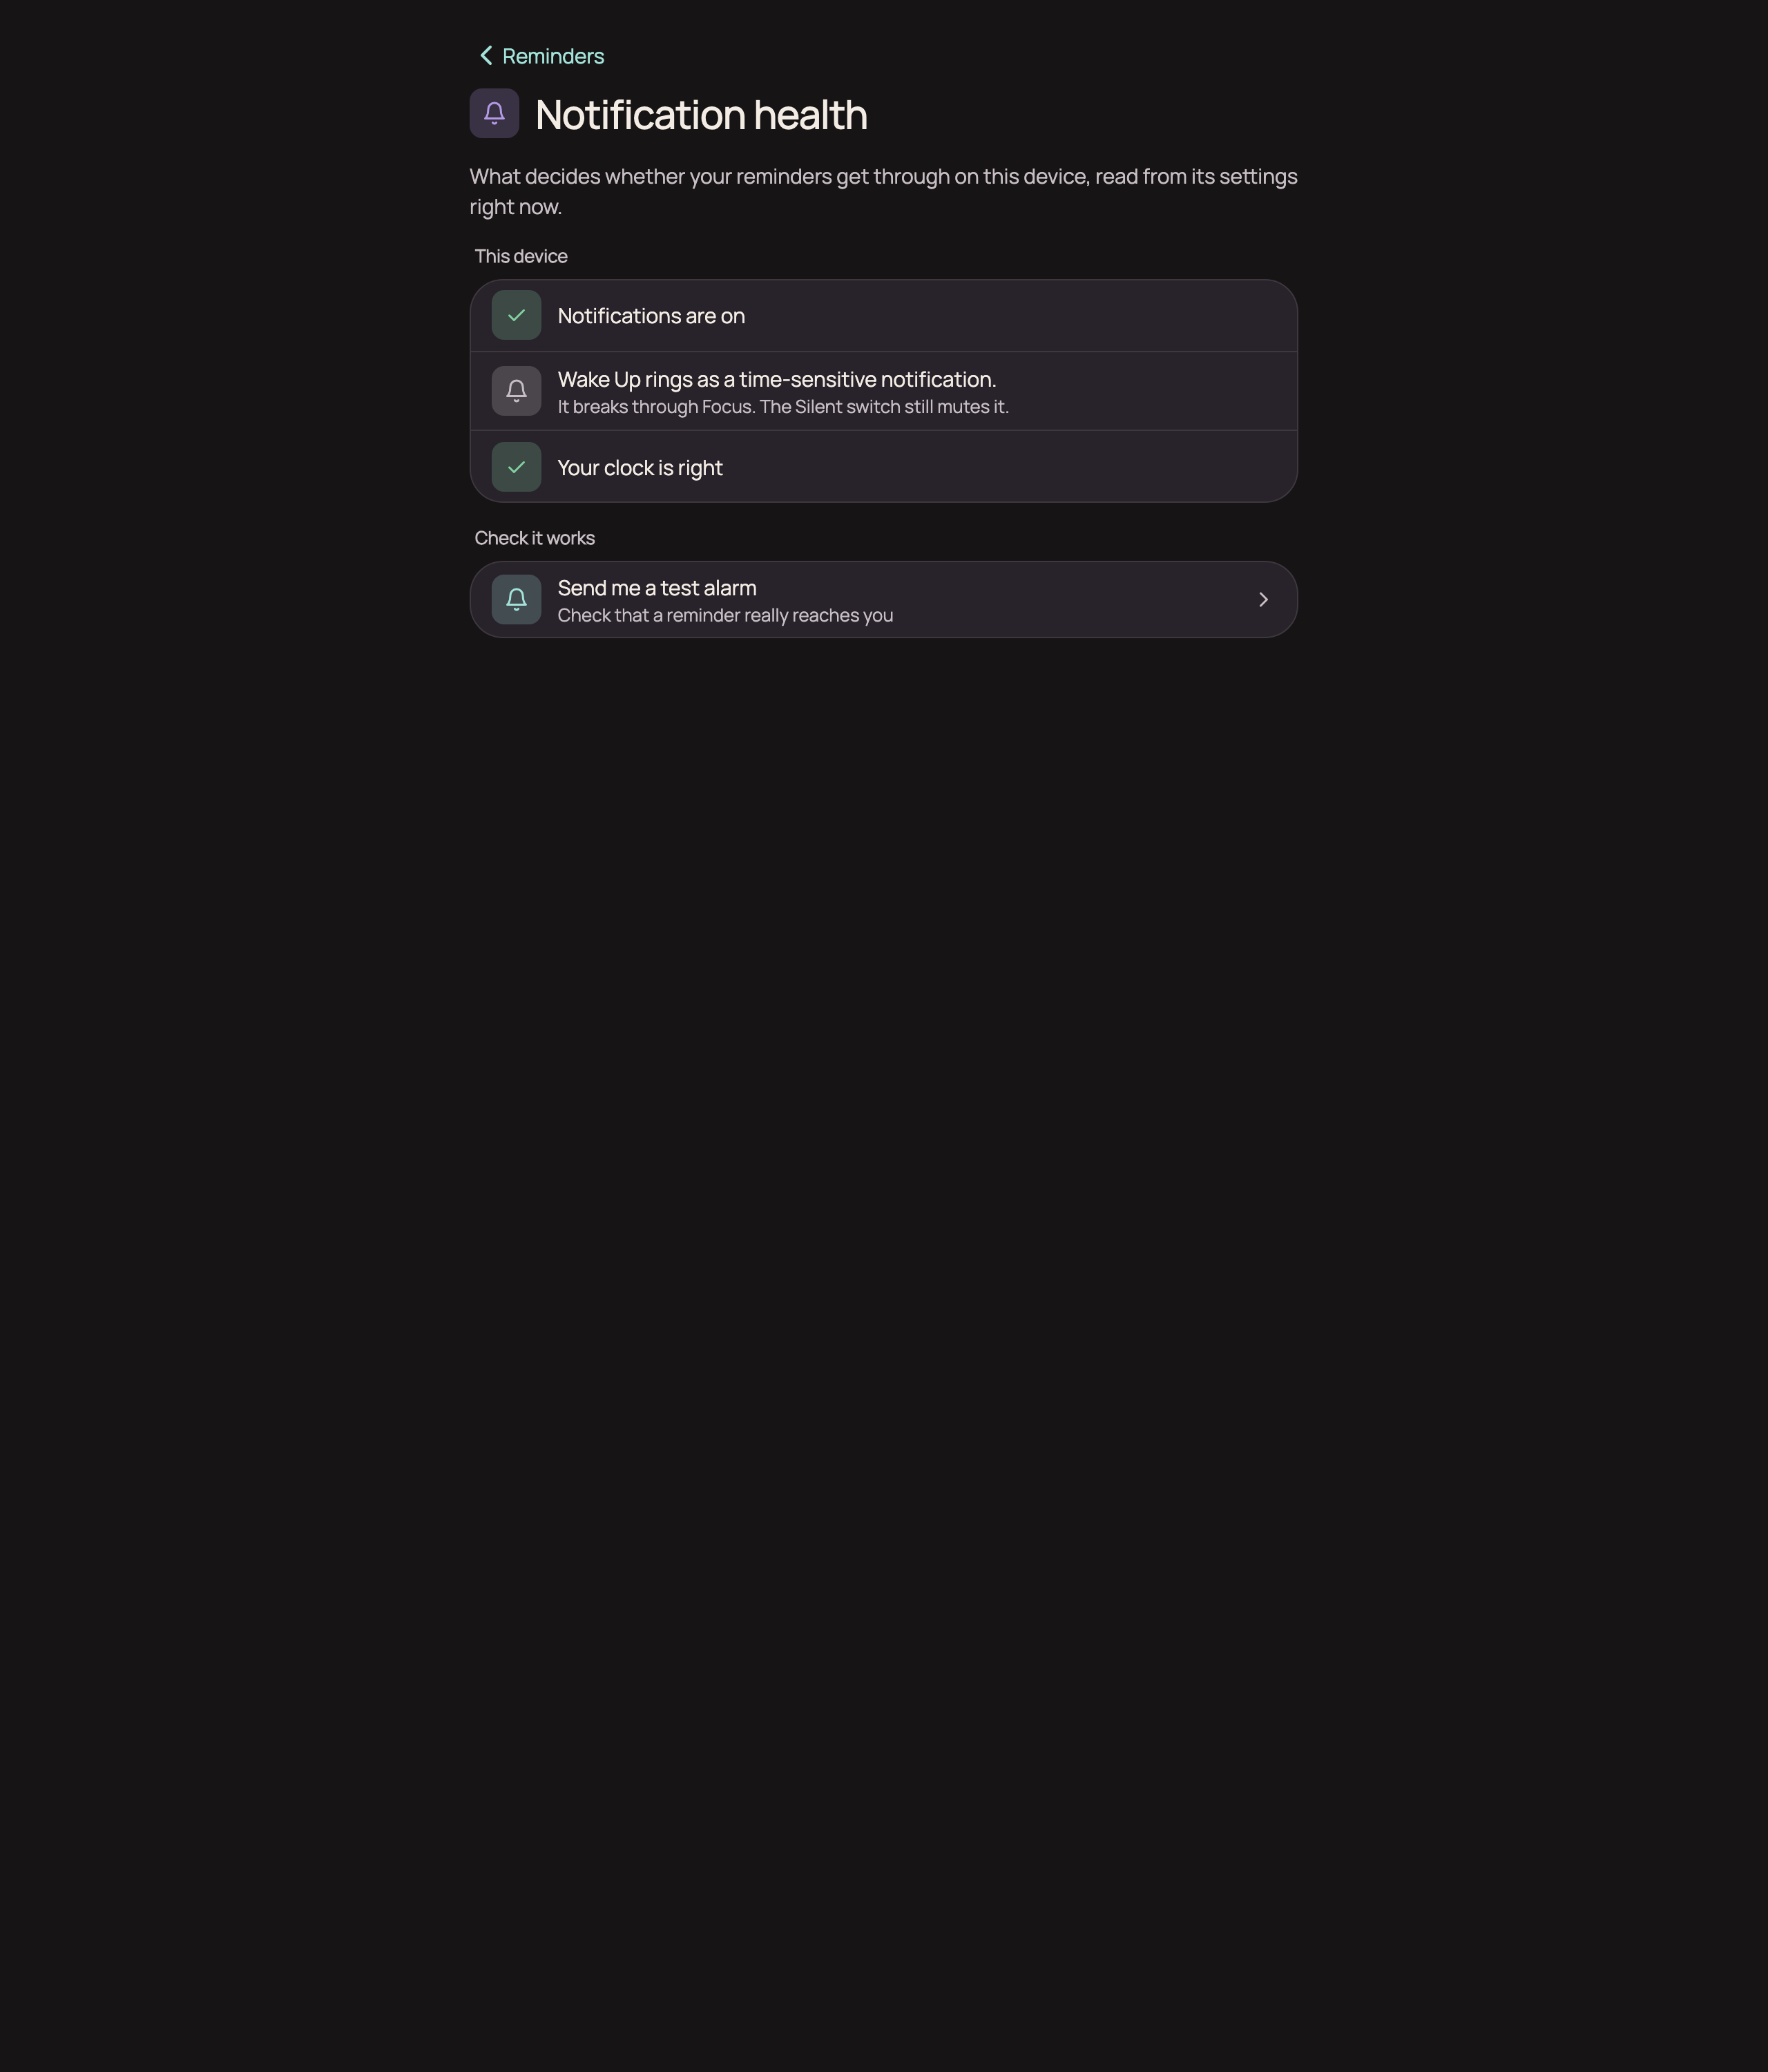 Reminders
Notification health
What decides whether your reminders get through on this device, read from its settings
right now.
This device
Notifications are on
Wake Up rings as a time-sensitive notification.
It breaks through Focus. The Silent switch still mutes it.
Your clock is right
Check it works
Send me a test alarm
Check that a reminder really reaches you